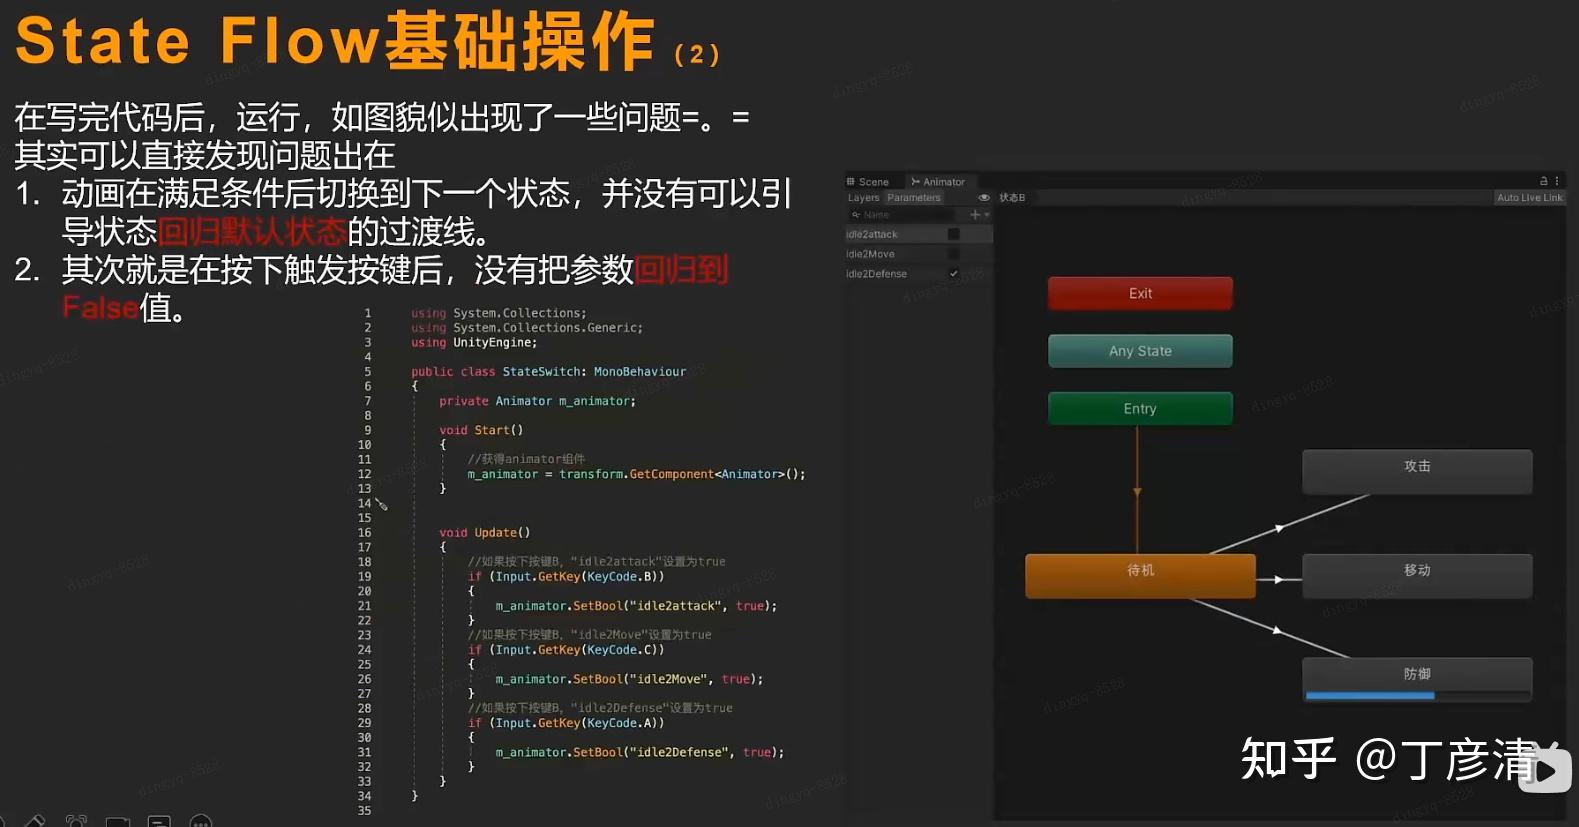 State Flow基础操作(2)
在写完代码后，运行，如图貌似出现了一些问题=。=
其实可以直接发现问题出在
1. 动画在满足条件后切换到下一个状态，并没有可以引
导状态回归默认状态的过渡线。
2. 其次就是在按下触发按键后，没有把参数回归到
False值。
1 using System.Collections;
2 using System.Collections.Generic;
3 using UnityEngine;
4
5 public class StateSwitch: MonoBehaviour
6 {
7 private Animator m_animator;
8
9 void Start()
10 {
11 //获得animator组件
12 m_animator = transform.GetComponent<Animator>();
13 }
14
15
16 void Update()
17 {
18 //如果按下按键B，"idle2attack"设置为true
19 if (Input.GetKey(KeyCode.B))
20 {
21 m_animator.SetBool("idle2attack", true);
22 }
23 //如果按下按键B，"idle2Move"设置为true
24 if (Input.GetKey(KeyCode.C))
25 {
26 m_animator.SetBool("idle2Move", true);
27 }
28 //如果按下按键B，"idle2Defense"设置为true
29 if (Input.GetKey(KeyCode.A))
30 {
31 m_animator.SetBool("idle2Defense", true);
32 }
33 }
34 }
35
Scene Animator
Layers Parameters 状态B Auto Live Link
Name
idle2attack
idle2Move
idle2Defense
Exit
Any State
Entry
攻击
待机
移动
防御
知乎 @丁彦清
dingyq-8528